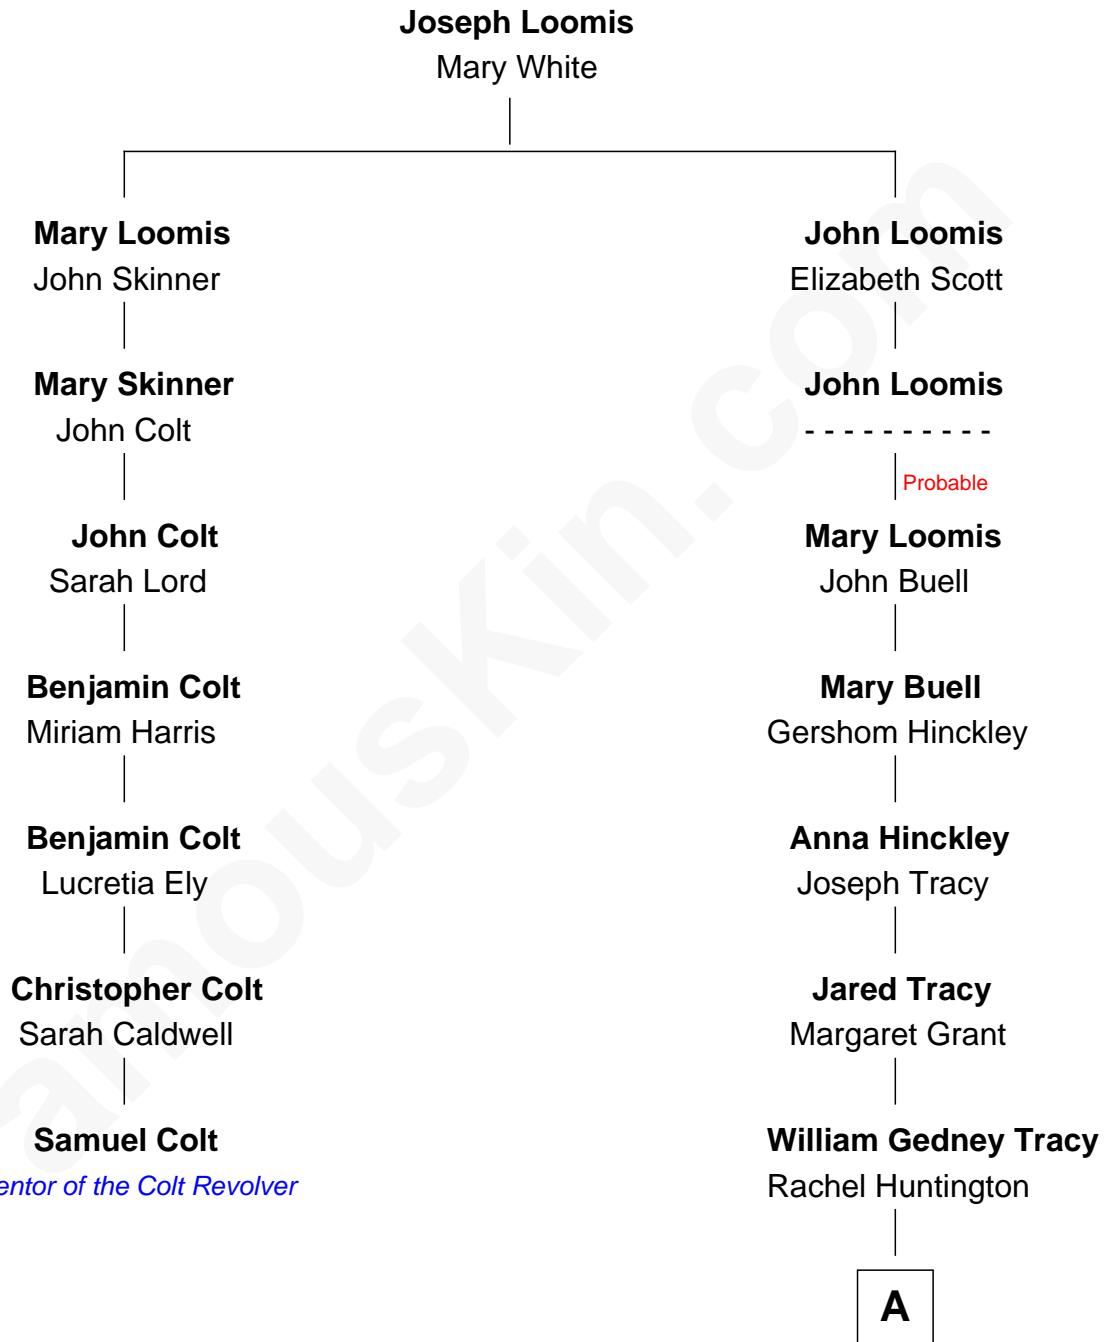 Joseph Loomis
Mary White
Mary Loomis
John Skinner
John Loomis
Elizabeth Scott
Mary Skinner
John Colt
John Loomis
- - - - - - - - - -
Probable
John Colt
Sarah Lord
Mary Loomis
John Buell
Benjamin Colt
Miriam Harris
Mary Buell
Gershom Hinckley
Benjamin Colt
Lucretia Ely
Anna Hinckley
Joseph Tracy
Christopher Colt
Sarah Caldwell
Jared Tracy
Margaret Grant
Samuel Colt
entor of the Colt Revolver
William Gedney Tracy
Rachel Huntington
A
amouskin.com